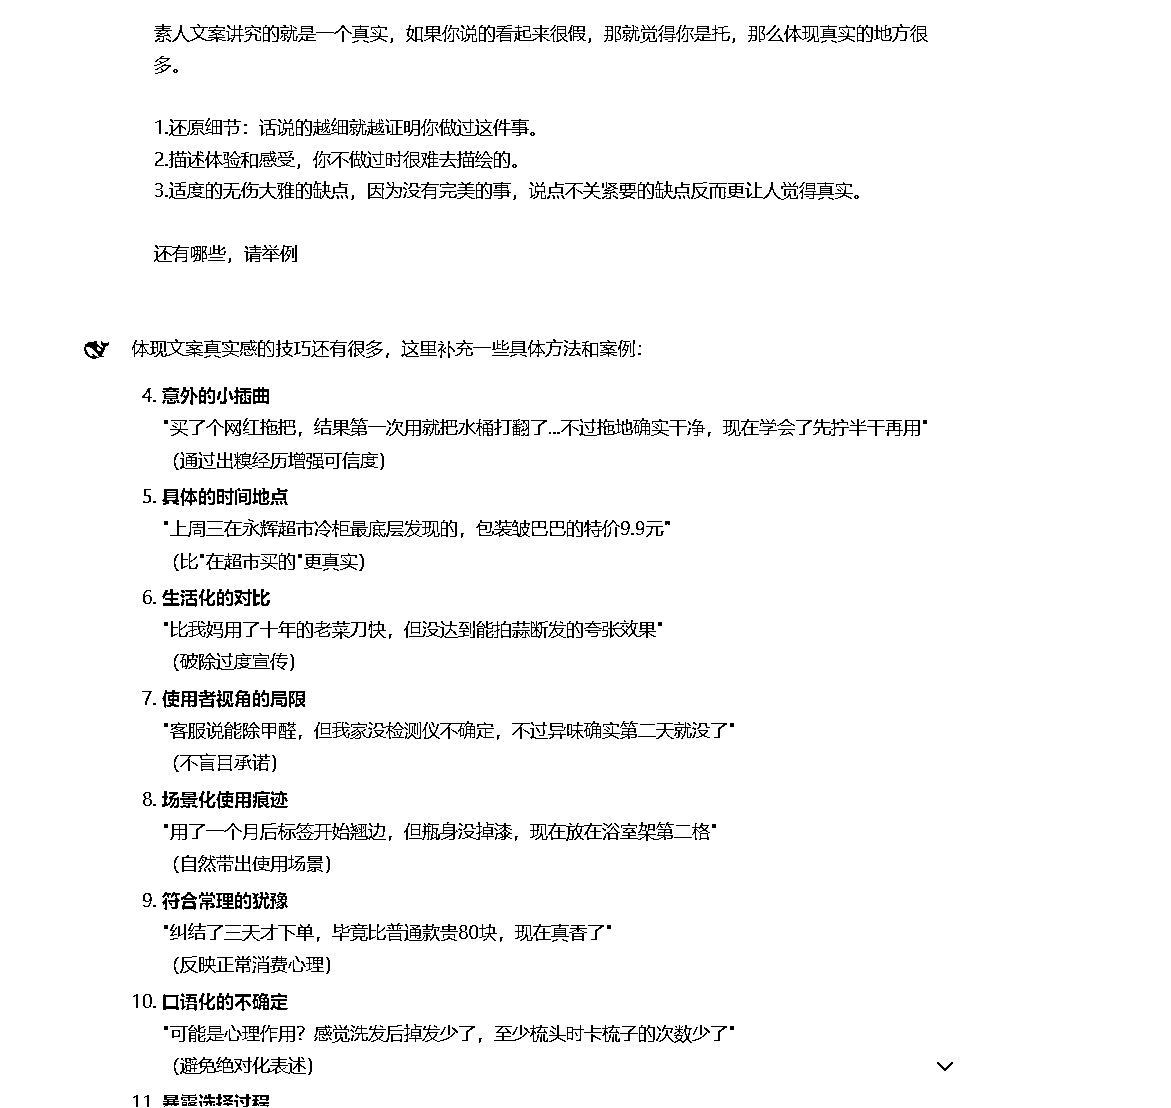 素人文案讲究的就是一个真实，如果你说的看起来很假，那就觉得你是托，那么体现真实的地方很
多。
1.还原细节：话说的越细就越证明你做过这件事。
2.描述体验和感受，你不做过时很难去描绘的。
3.适度的无伤大雅的缺点，因为没有完美的事，说点不关紧要的缺点反而更让人觉得真实。
还有哪些，请举例
体现文案真实感的技巧还有很多，这里补充一些具体方法和案例：
4. 意外的小插曲
"买了个网红拖把，结果第一次用就把水桶打翻了...不过拖地确实干净，现在学会了先拧半干再用"
（通过出糗经历增强可信度）
5. 具体的时间地点
"上周三在永辉超市冷柜最底层发现的，包装皱巴巴的特价9.9元"
（比"在超市买的"更真实）
6. 生活化的对比
"比我妈用了十年的老菜刀快，但没达到能拍蒜断发的夸张效果"
（破除过度宣传）
7. 使用者视角的局限
"客服说能除甲醛，但我家没检测仪不确定，不过异味确实第二天就没了"
（不盲目承诺）
8. 场景化使用痕迹
"用了一个月后标签开始翘边，但瓶身没掉漆，现在放在浴室架第二格"
（自然带出使用场景）
9. 符合常理的犹豫
"纠结了三天才下单，毕竟比普通款贵80块，现在真香了"
（反映正常消费心理）
10. 口语化的不确定
"可能是心理作用？感觉洗发后掉发少了，至少梳头时卡梳子的次数少了"
（避免绝对化表述）
11. 暴露选择过程